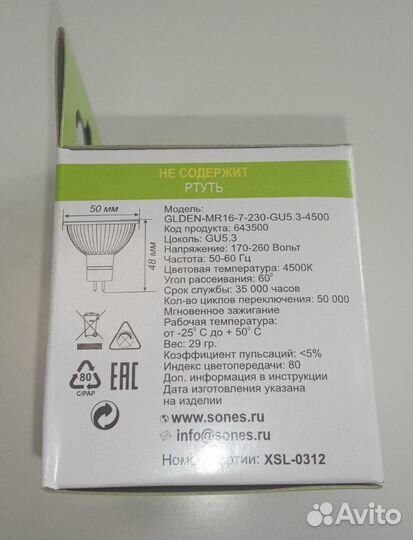 НЕ СОДЕРЖИТ
РТУТЬ
50 мм
48 мм
Модель:
GLDEN-MR16-7-230-GU5.3-4500
Код продукта: 643500
Цоколь: GU5.3
Напряжение: 170-260 Вольт
Частота: 50-60 Гц
Цветовая температура: 4500К
Угол рассеивания: 60°
Срок службы: 35 000 часов
Кол-во циклов переключения: 50 000
Мгновенное зажигание
Рабочая температура:
от -25° С до + 50° С
Вес: 29 гр.
Коэффициент пульсаций: <5%
Индекс цветопередачи: 80
Доп. информация в инструкции
Дата изготовления указана
на изделии
80
C/PAP
EAC
www.sones.ru
info@sones.ru
Номер партии: XSL-0312
Avito